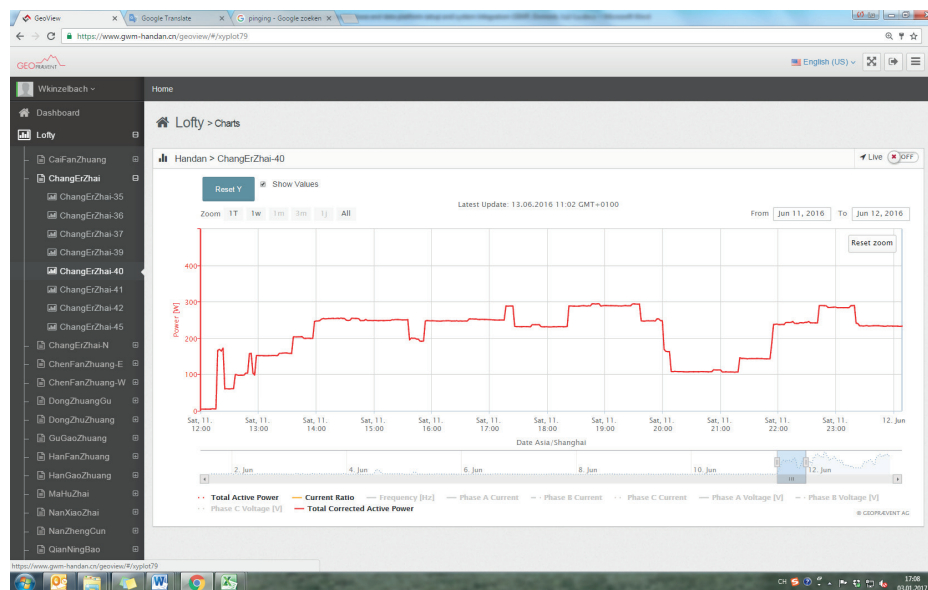 GeoView
Google Translate
pinging - Google zoeken
https://www.gwm-handan.cn/geoview/#/xyplot79
GEOPRÆVENT
English (US)
Wkinzelbach
Home
Dashboard
Lofty
Lofty > Charts
CaiFanZhuang
ChangErZhai
ChangErZhai-35
ChangErZhai-36
ChangErZhai-37
ChangErZhai-39
ChangErZhai-40
ChangErZhai-41
ChangErZhai-42
ChangErZhai-45
ChangErZhai-N
ChenFanZhuang-E
ChenFanZhuang-W
DongZhuangGu
DongZhuZhuang
GuGaoZhuang
HanFanZhuang
HanGaoZhuang
MaHuZhai
NanXiaoZhai
NanZhengCun
QianNingBao
Handan > ChangErZhai-40
Live OFF
Reset Y
Show Values
Latest Update: 13.06.2016 11:02 GMT+0100
Zoom 1T 1w 1m 3m 1j All
From Jun 11, 2016 To Jun 12, 2016
Reset zoom
Power [W]
400
300
200
100
0
Sat, 11. 12:00
Sat, 11. 13:00
Sat, 11. 14:00
Sat, 11. 15:00
Sat, 11. 16:00
Sat, 11. 17:00
Sat, 11. 18:00
Sat, 11. 19:00
Sat, 11. 20:00
Sat, 11. 21:00
Sat, 11. 22:00
Sat, 11. 23:00
12. Jun
Date Asia/Shanghai
2. Jun 4. Jun 6. Jun 8. Jun 10. Jun 12. Jun
Total Active Power Current Ratio Frequency [Hz] Phase A Current Phase B Current Phase C Current Phase A Voltage [V] Phase B Voltage [V]
Phase C Voltage [V] Total Corrected Active Power
© GEOPRÆVENT AG
https://www.gwm-handan.cn/geoview/#/xyplot79
CH
17:08
03.01.2017